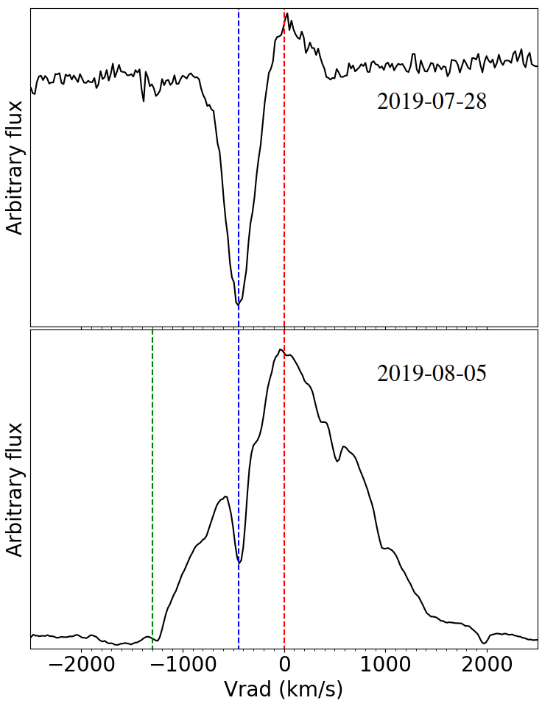 Arbitrary flux
2019-07-28
Arbitrary flux
2019-08-05
−2000 −1000 0 1000 2000
Vrad (km/s)